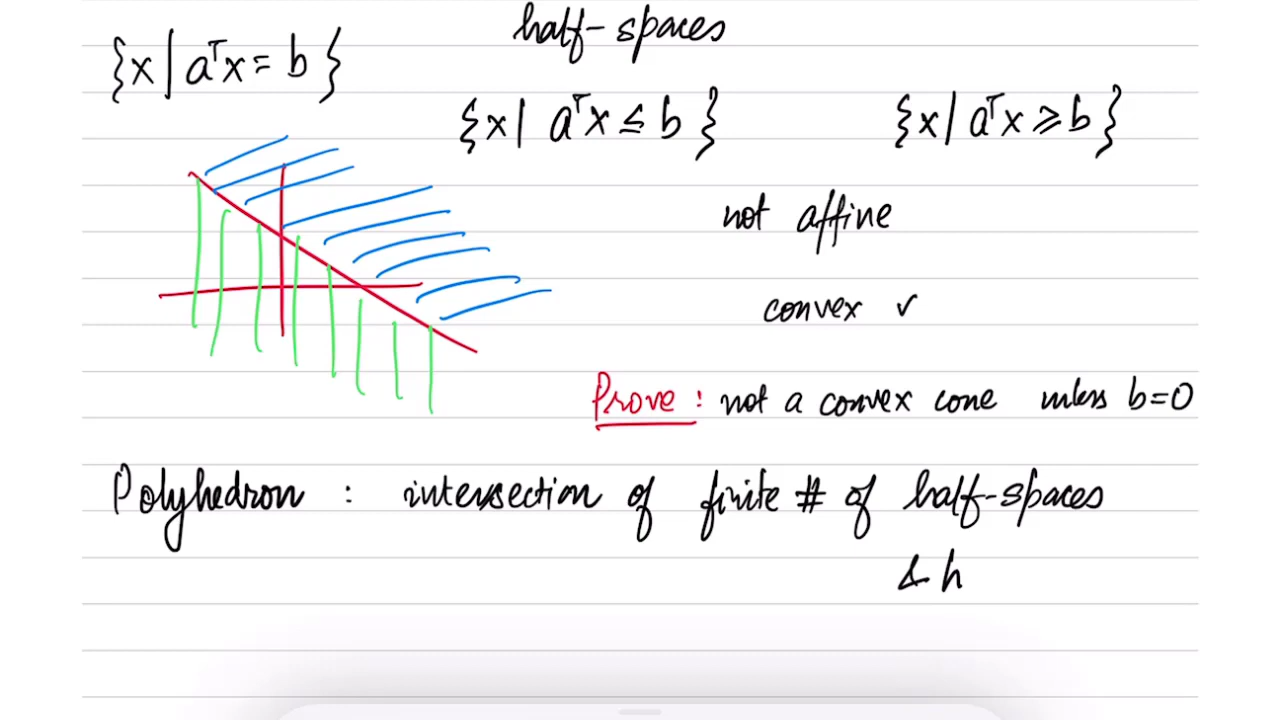 half-spaces
{x | aᵀx = b}
{x | aᵀx ≤ b} {x | aᵀx ≥ b}
not affine
convex ✓
Prove : not a convex cone unless b=0
Polyhedron : intersection of finite # of half-spaces
& h